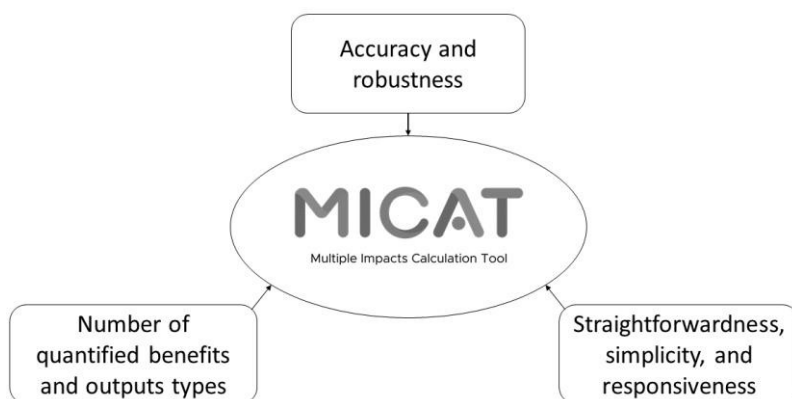 Accuracy and
robustness
MICAT
Multiple Impacts Calculation Tool
Number of
quantified benefits
and outputs types
Straightforwardness,
simplicity, and
responsiveness